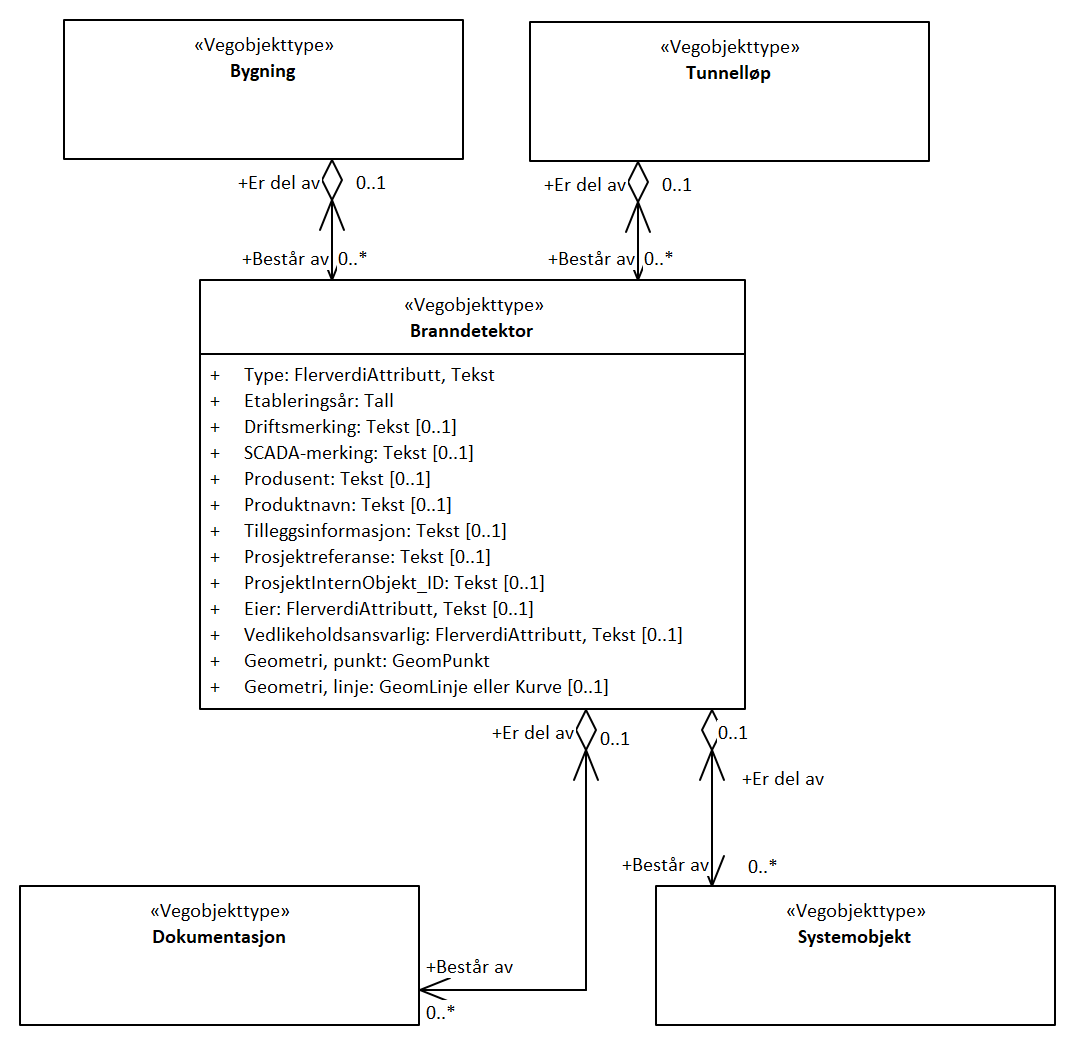 «Vegobjekttype»
Bygning
«Vegobjekttype»
Tunnelløp
+Er del av
0..1
+Er del av
0..1
+Består av
0..*
+Består av
0..*
«Vegobjekttype»
Branndetektor
+ Type: FlerverdiAttributt, Tekst
+ Etableringsår: Tall
+ Driftsmerking: Tekst [0..1]
+ SCADA-merking: Tekst [0..1]
+ Produsent: Tekst [0..1]
+ Produktnavn: Tekst [0..1]
+ Tilleggsinformasjon: Tekst [0..1]
+ Prosjektreferanse: Tekst [0..1]
+ ProsjektInternObjekt_ID: Tekst [0..1]
+ Eier: FlerverdiAttributt, Tekst [0..1]
+ Vedlikeholdsansvarlig: FlerverdiAttributt, Tekst [0..1]
+ Geometri, punkt: GeomPunkt
+ Geometri, linje: GeomLinje eller Kurve [0..1]
+Er del av
0..1
0..1
+Er del av
+Består av
0..*
«Vegobjekttype»
Dokumentasjon
+Består av
0..*
«Vegobjekttype»
Systemobjekt